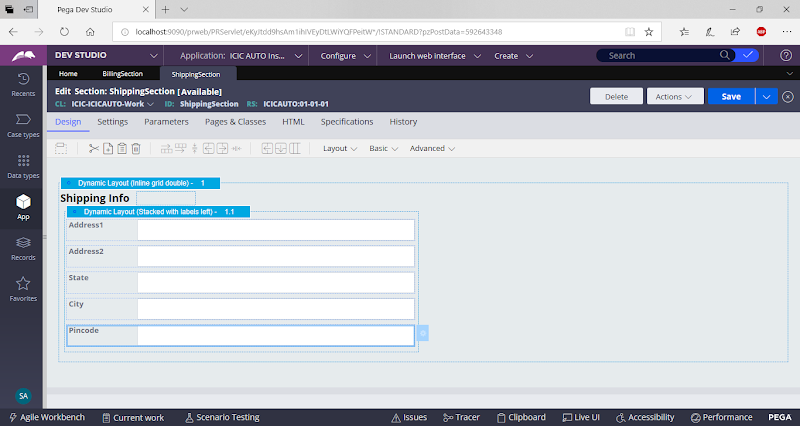 Pega Dev Studio
localhost:9090/prweb/PRServlet/eKyJtdd9hsAm1ihIVEyDtLWiYQFPeitW*/!STANDARD?pzPostData=592643348
DEV STUDIO Application: ICIC AUTO Ins... Configure Launch web interface Create Search
Home BillingSection ShippingSection
Edit Section: ShippingSection [Available]
CL: ICIC-ICICAUTO-Work ID: ShippingSection RS: ICICAUTO:01-01-01
Delete Actions Save
Recents
Case types
Data types
App
Records
Favorites
SA
Design Settings Parameters Pages & Classes HTML Specifications History
Layout Basic Advanced
Dynamic Layout (Inline grid double) - 1
Shipping Info
Dynamic Layout (Stacked with labels left) - 1.1
Address1
Address2
State
City
Pincode
Agile Workbench Current work Scenario Testing Issues Tracer Clipboard Live UI Accessibility Performance PEGA